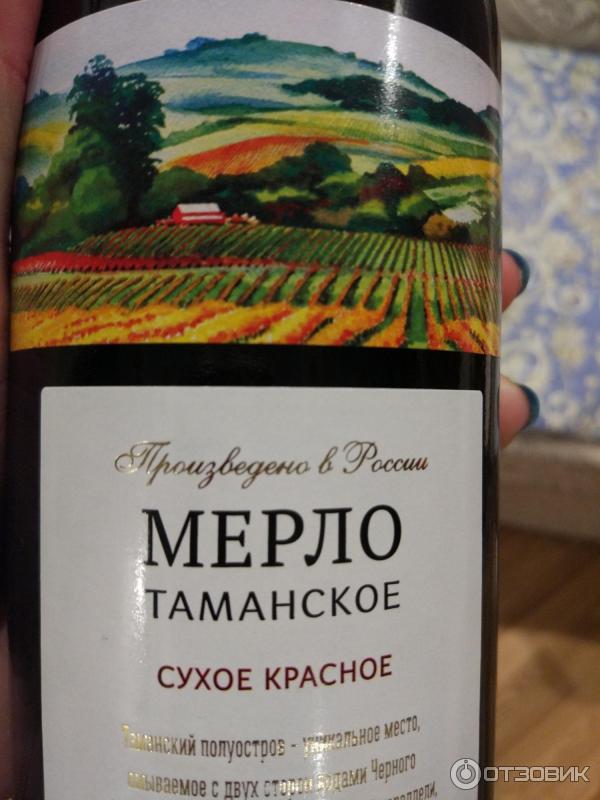 Произведено в России
МЕРЛО
ТАМАНСКОЕ
СУХОЕ КРАСНОЕ
Таманский полуостров - уникальное место,
омываемое с двух сторон водами Черного
ОТЗОВИК